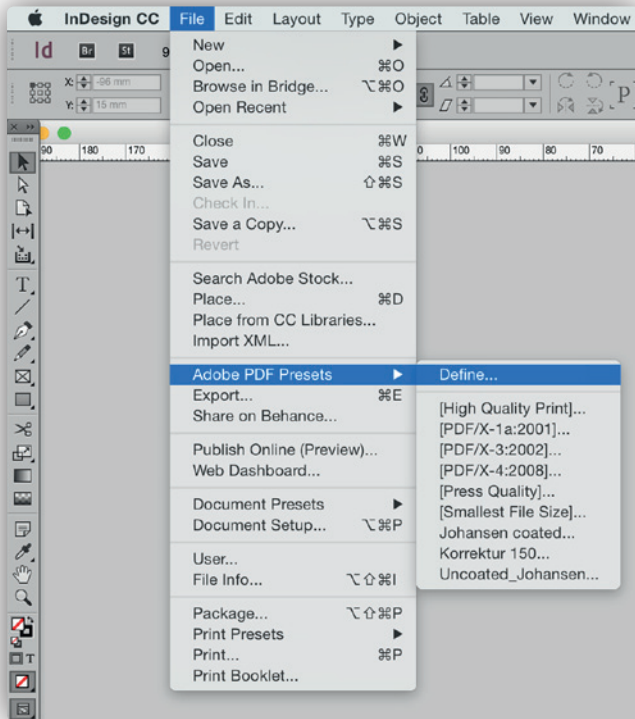 InDesign CC File Edit Layout Type Object Table View Window
Id Br St 9
X: -96 mm
Y: 15 mm
P
90 180 170 0 100 90 80 70
New
Open... ⌘O
Browse in Bridge... ⌥⌘O
Open Recent
Close ⌘W
Save ⌘S
Save As... ⇧⌘S
Check In...
Save a Copy... ⌥⌘S
Revert
Search Adobe Stock...
Place... ⌘D
Place from CC Libraries...
Import XML...
Adobe PDF Presets
Export... ⌘E
Share on Behance...
Publish Online (Preview)...
Web Dashboard...
Document Presets
Document Setup... ⌥⌘P
User...
File Info... ⌥⇧⌘I
Package... ⌥⇧⌘P
Print Presets
Print... ⌘P
Print Booklet...
Define...
[High Quality Print]...
[PDF/X-1a:2001]...
[PDF/X-3:2002]...
[PDF/X-4:2008]...
[Press Quality]...
[Smallest File Size]...
Johansen coated...
Korrektur 150...
Uncoated_Johansen...
T
T